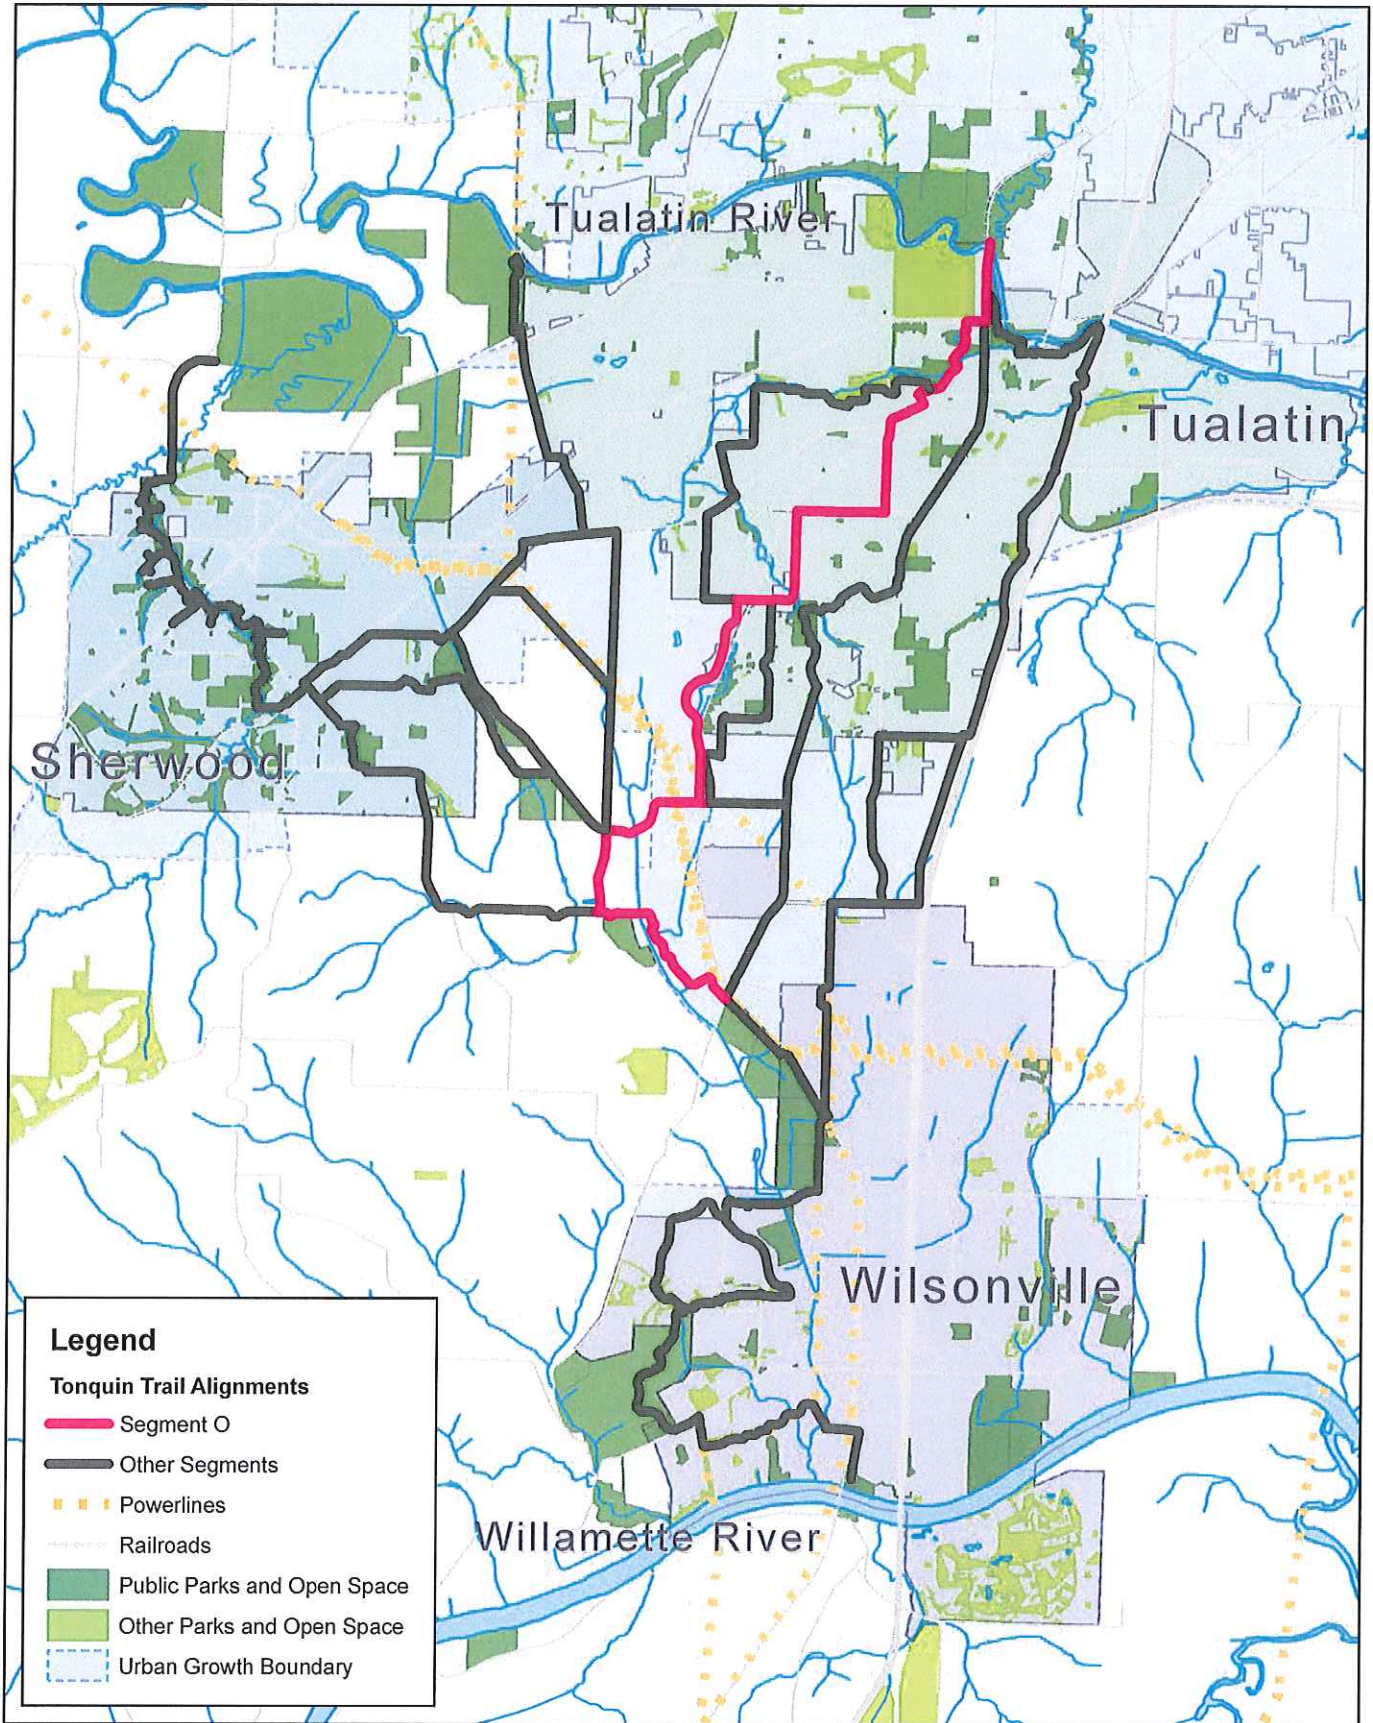 Tualatin River
Tualatin
Sherwood
Wilsonville
Willamette River
Legend
Tonquin Trail Alignments
Segment O
Other Segments
Powerlines
Railroads
Public Parks and Open Space
Other Parks and Open Space
Urban Growth Boundary